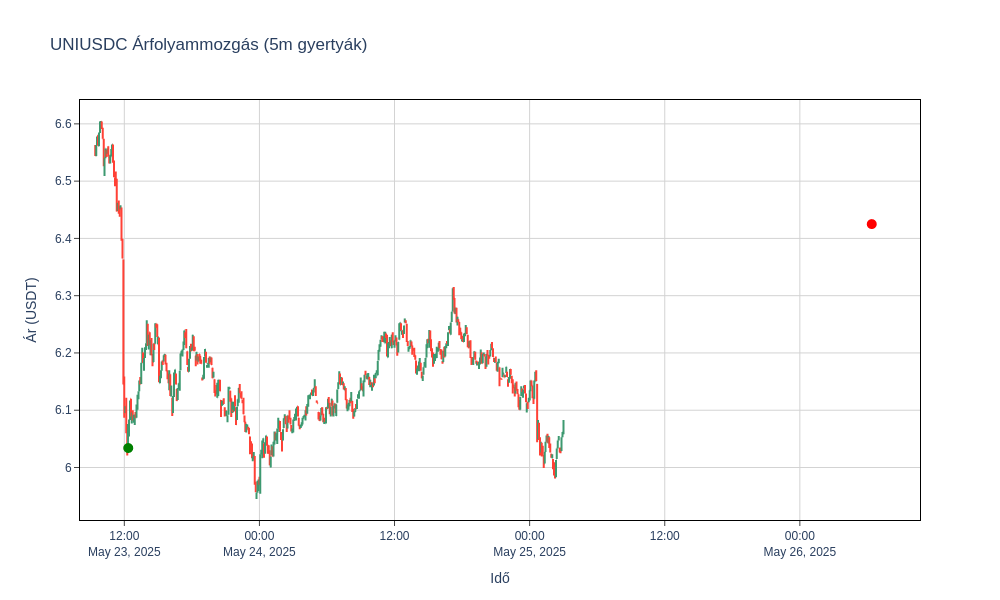 UNIUSDC Árfolyammozgás (5m gyertyák)
6.6
6.5
6.4
6.3
6.2
6.1
6
Ár (USDT)
12:00 00:00 12:00 00:00 12:00 00:00
May 23, 2025 May 24, 2025 May 25, 2025 May 26, 2025
Idő